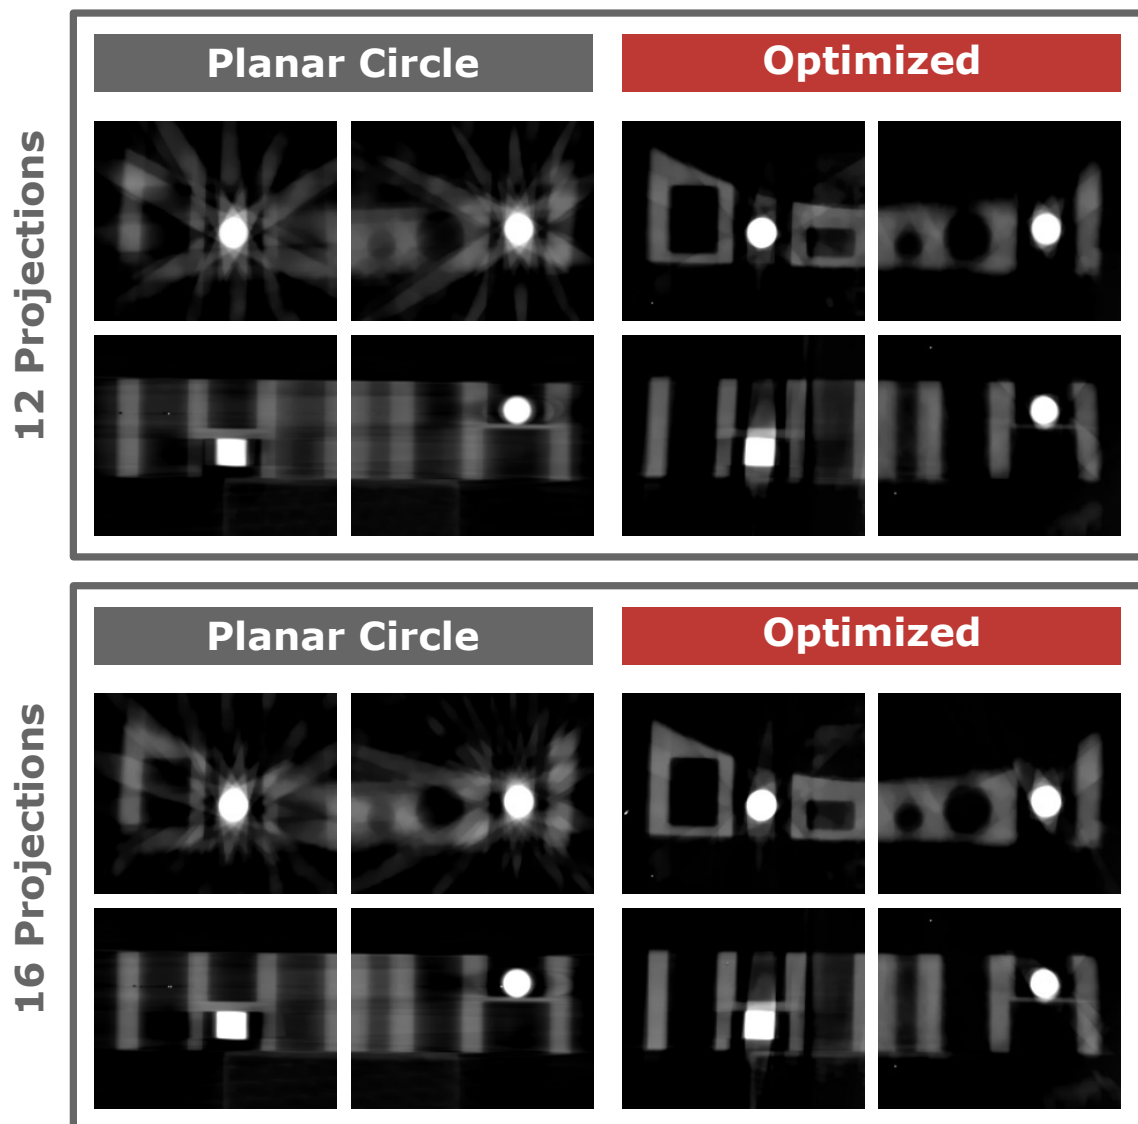 12 Projections
Planar Circle
Optimized
16 Projections
Planar Circle
Optimized